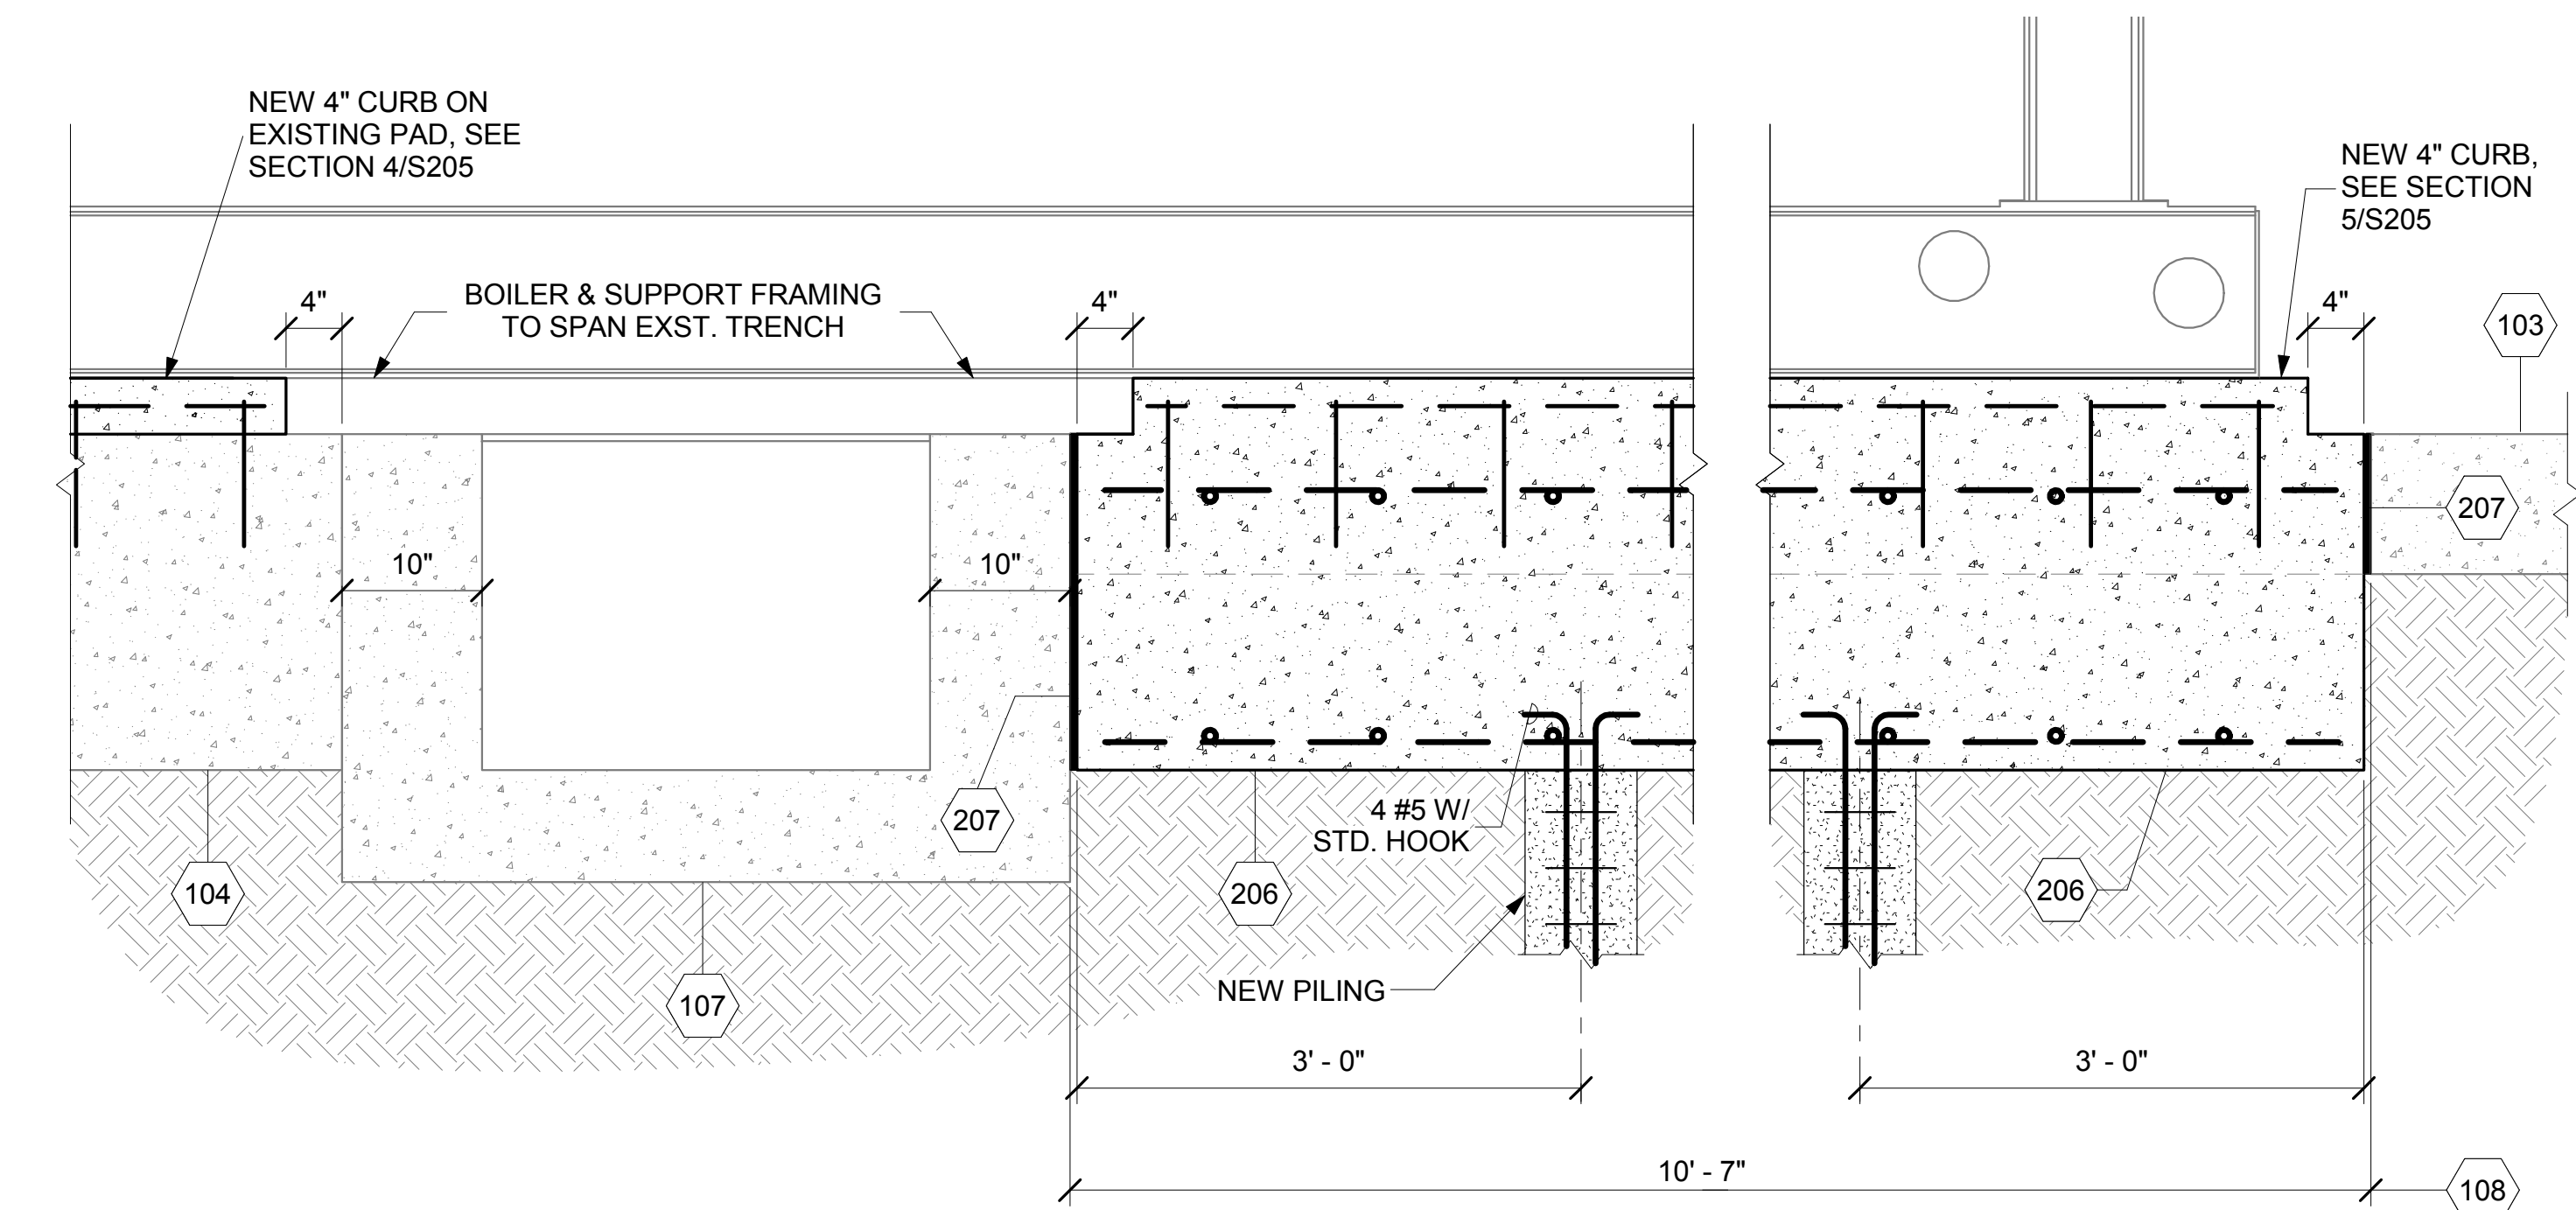 NEW 4" CURB ON
EXISTING PAD, SEE
SECTION 4/S205
NEW 4" CURB,
SEE SECTION
5/S205
4"
BOILER & SUPPORT FRAMING
TO SPAN EXST. TRENCH
4"
4"
103
207
10"
10"
207
4 #5 W/
STD. HOOK
104
206
206
107
NEW PILING
3' - 0"
3' - 0"
10' - 7"
108